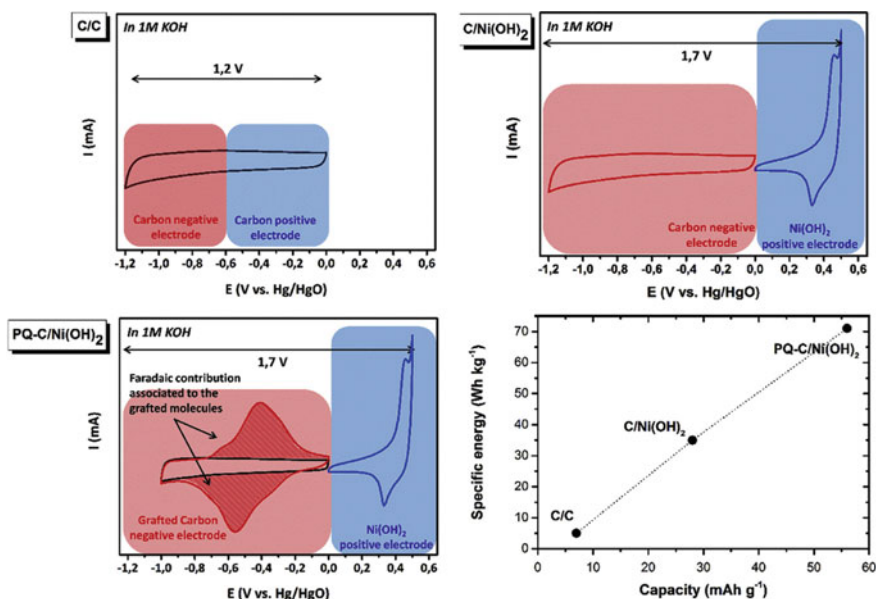 C/C
In 1M KOH
1,2 V
I (mA)
Carbon negative
electrode
Carbon positive
electrode
-1,2 -1,0 -0,8 -0,6 -0,4 -0,2 0,0 0,2 0,4 0,6
E (V vs. Hg/HgO)
C/Ni(OH)2
In 1M KOH
1,7 V
I (mA)
Carbon negative
electrode
Ni(OH)2
positive electrode
-1,2 -1,0 -0,8 -0,6 -0,4 -0,2 0,0 0,2 0,4 0,6
E (V vs. Hg/HgO)
PQ-C/Ni(OH)2
In 1M KOH
1,7 V
Faradaic contribution
associated to the
grafted molecules
I (mA)
Grafted Carbon
negative electrode
Ni(OH)2
positive electrode
-1,2 -1,0 -0,8 -0,6 -0,4 -0,2 0,0 0,2 0,4 0,6
E (V vs. Hg/HgO)
Specific energy (Wh kg-1)
70
60
50
40
30
20
10
0
PQ-C/Ni(OH)2
C/Ni(OH)2
C/C
0 10 20 30 40 50 60
Capacity (mAh g-1)